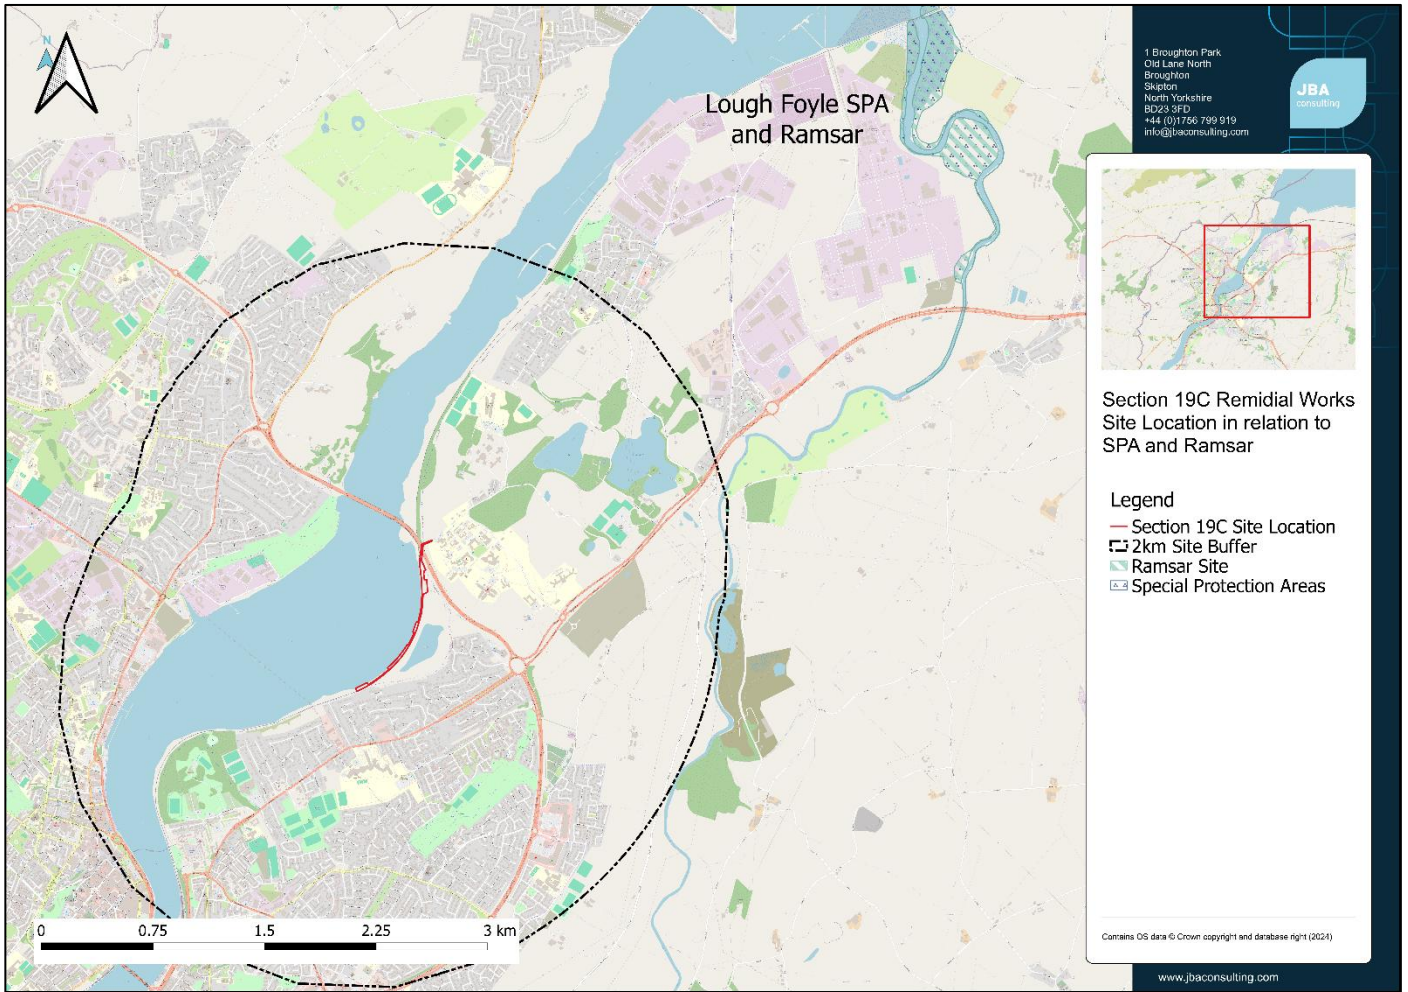 N
Lough Foyle SPA
and Ramsar
0 0.75 1.5 2.25 3 km
1 Broughton Park
Old Lane North
Broughton
Skipton
North Yorkshire
BD23 3FD
+44 (0)1756 799 919
info@jbaconsulting.com
JBA
consulting
Section 19C Remidial Works
Site Location in relation to
SPA and Ramsar
Legend
Section 19C Site Location
2km Site Buffer
Ramsar Site
Special Protection Areas
Contains OS data © Crown copyright and database right (2024)
www.jbaconsulting.com